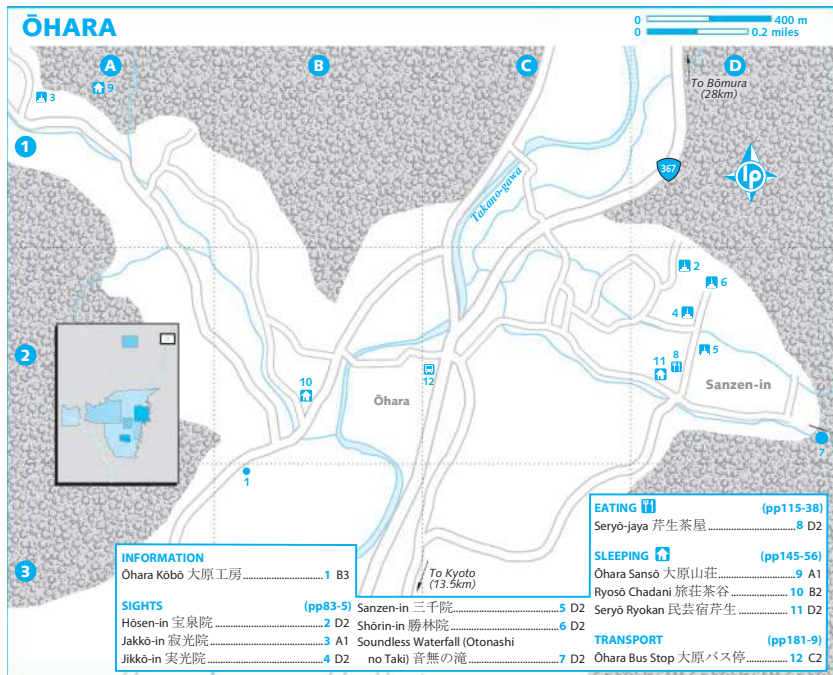 ŌHARA
0 400 m
0 0.2 miles
A
B
C
D
To Bōmura
(28km)
3
9
1
367
lp
Takano-gawa
2
6
4
2
5
11
8
Sanzen-in
10
12
Ōhara
7
1
3
To Kyoto
(13.5km)
INFORMATION
Ōhara Kōbō 大原工房 1 B3
SIGHTS (pp83-5)
Hōsen-in 宝泉院 2 D2
Jakkō-in 寂光院 3 A1
Jikkō-in 実光院 4 D2
Sanzen-in 三千院 5 D2
Shōrin-in 勝林院 6 D2
Soundless Waterfall (Otonashi
no Taki) 音無の滝 7 D2
EATING (pp115-38)
Seryō-jaya 芹生茶屋 8 D2
SLEEPING (pp145-56)
Ōhara Sansō 大原山荘 9 A1
Ryosō Chadani 旅荘茶谷 10 B2
Seryō Ryokan 民芸宿芹生 11 D2
TRANSPORT (pp181-9)
Ōhara Bus Stop 大原バス停 12 C2